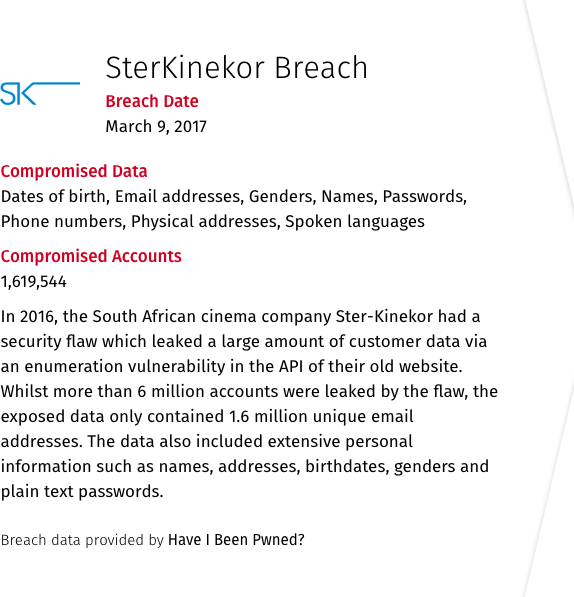 SK
SterKinekor Breach
Breach Date
March 9, 2017
Compromised Data
Dates of birth, Email addresses, Genders, Names, Passwords,
Phone numbers, Physical addresses, Spoken languages
Compromised Accounts
1,619,544
In 2016, the South African cinema company Ster-Kinekor had a
security flaw which leaked a large amount of customer data via
an enumeration vulnerability in the API of their old website.
Whilst more than 6 million accounts were leaked by the flaw, the
exposed data only contained 1.6 million unique email
addresses. The data also included extensive personal
information such as names, addresses, birthdates, genders and
plain text passwords.
Breach data provided by Have I Been Pwned?